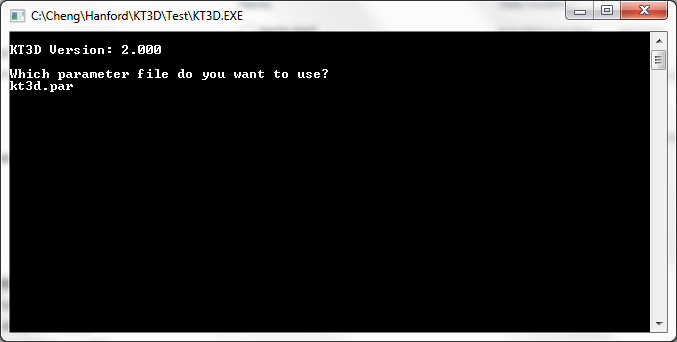 C:\Cheng\Hanford\KT3D\Test\KT3D.EXE
KT3D Version: 2.000
Which parameter file do you want to use?
kt3d.par